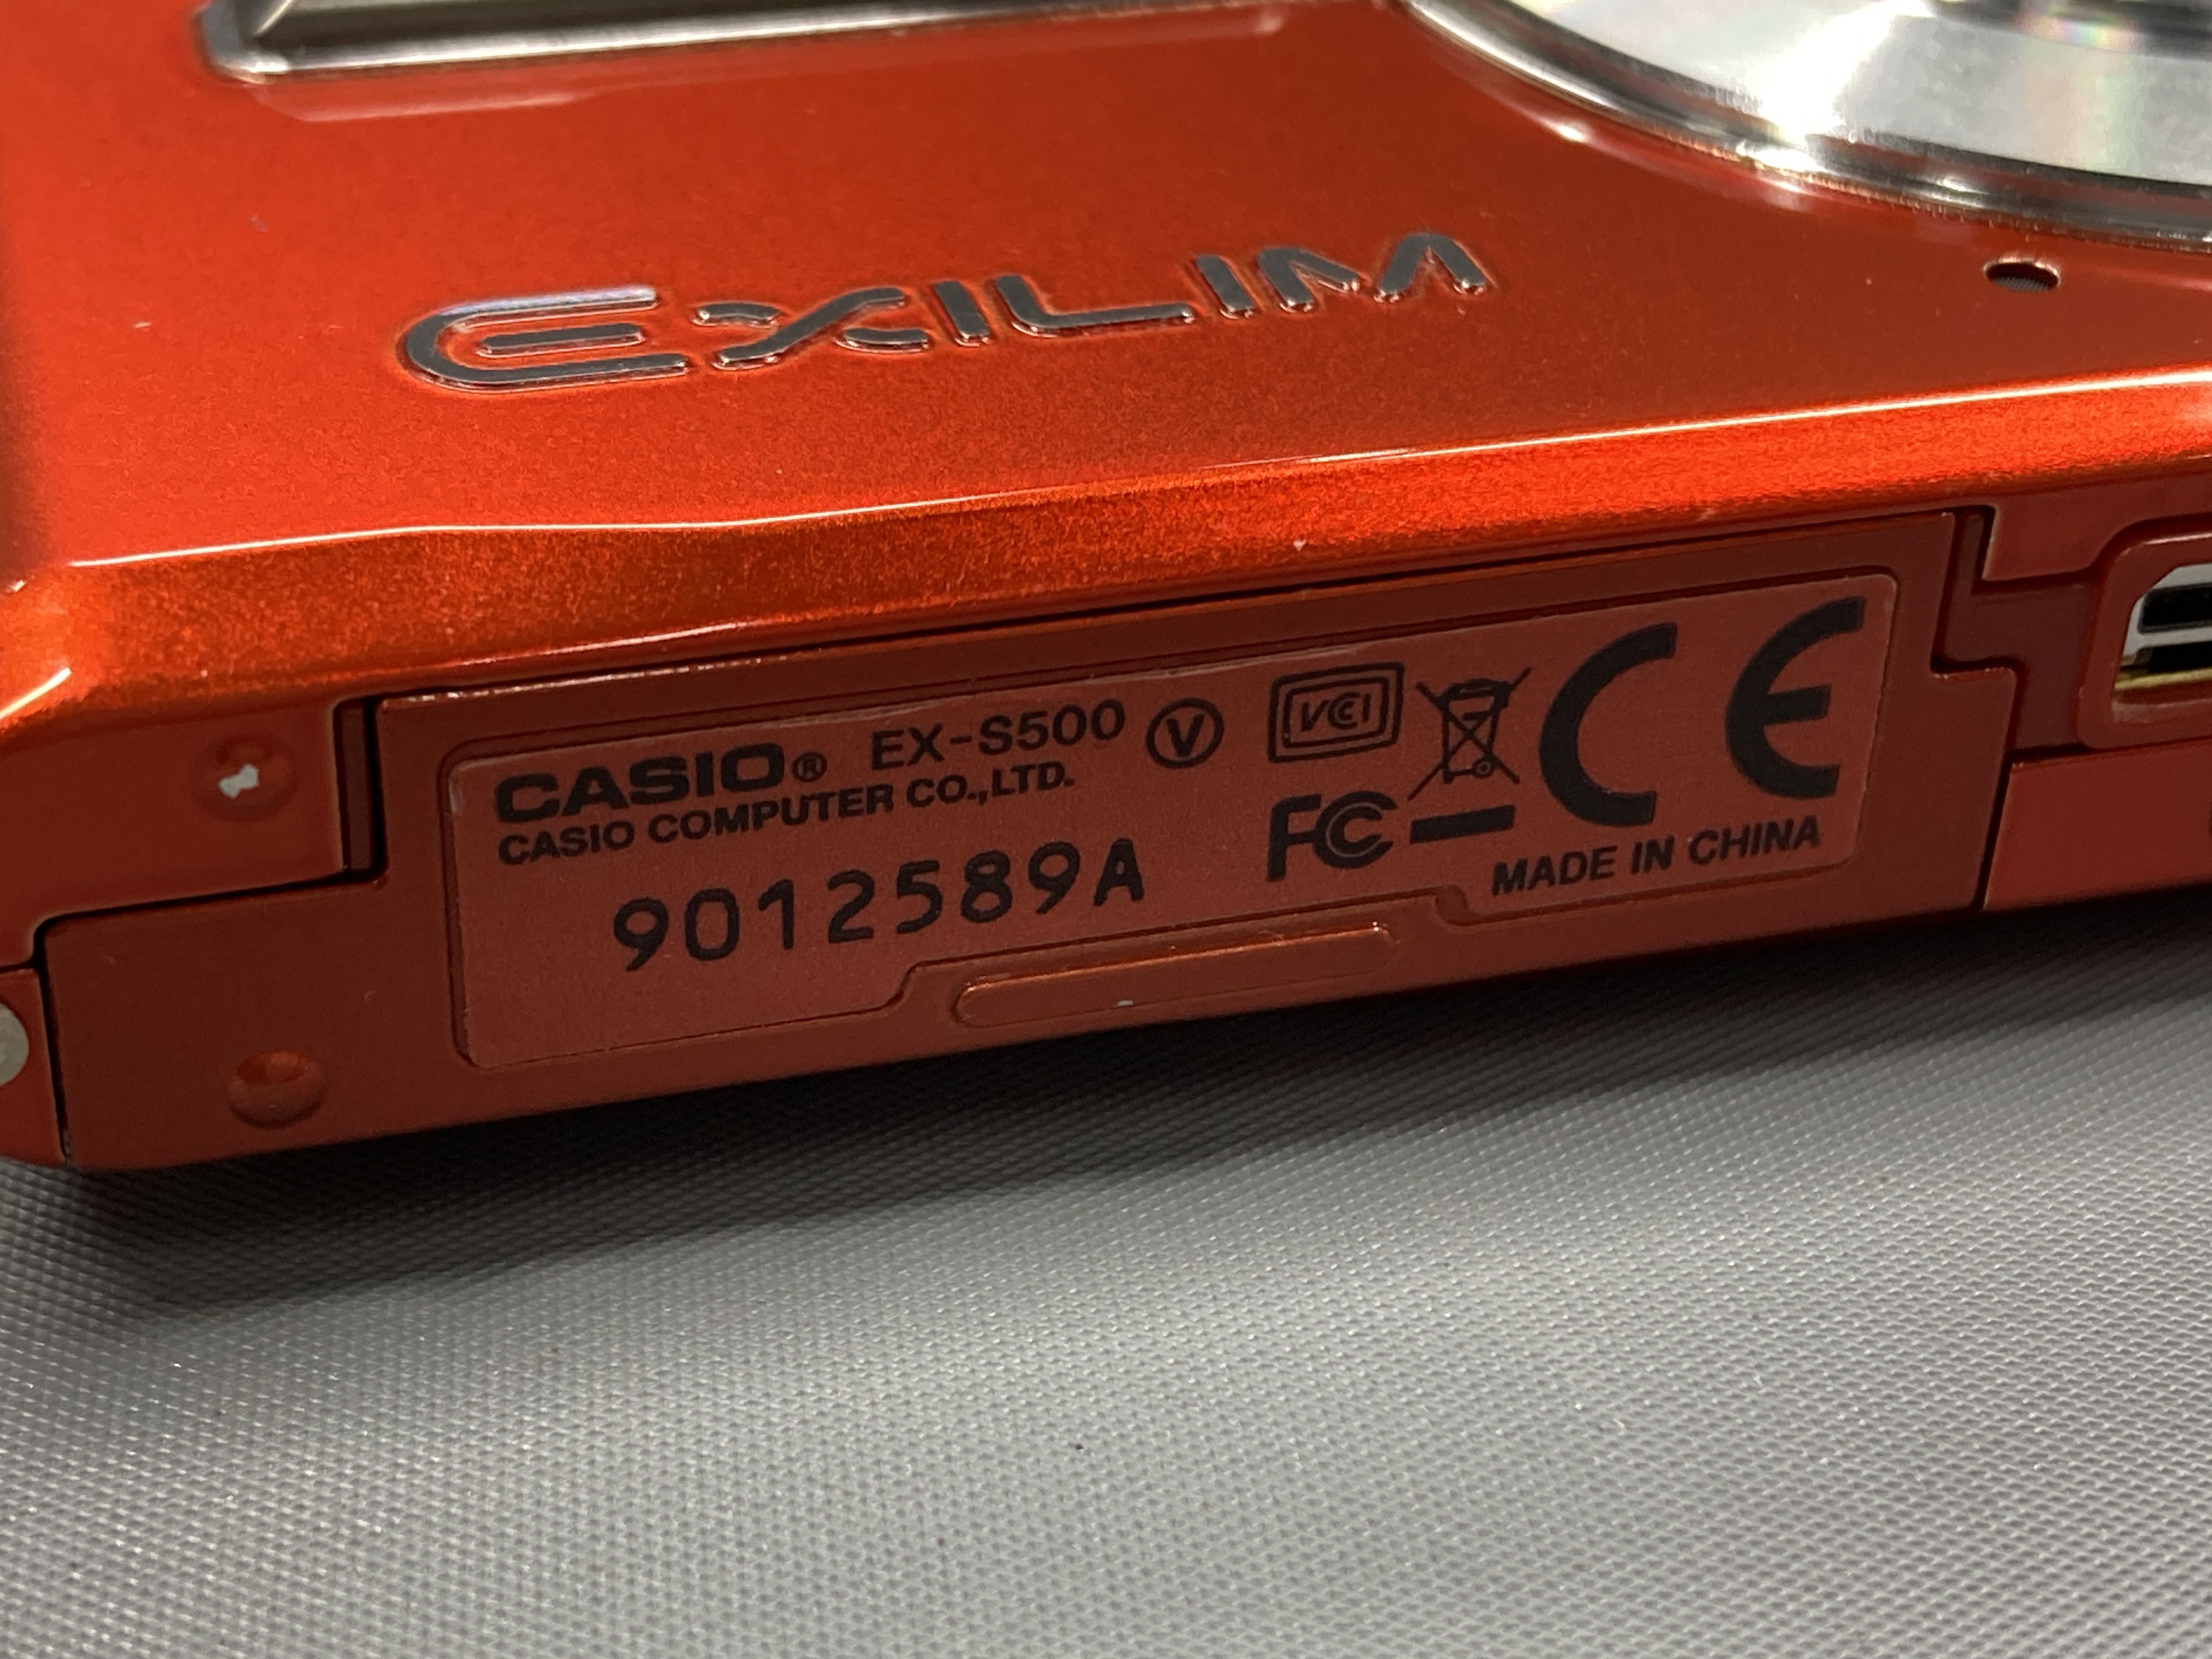 EXILIM
CASIO® EX-S500 V
CASIO COMPUTER CO.,LTD.
9012589A
VCI
FC CE
MADE IN CHINA